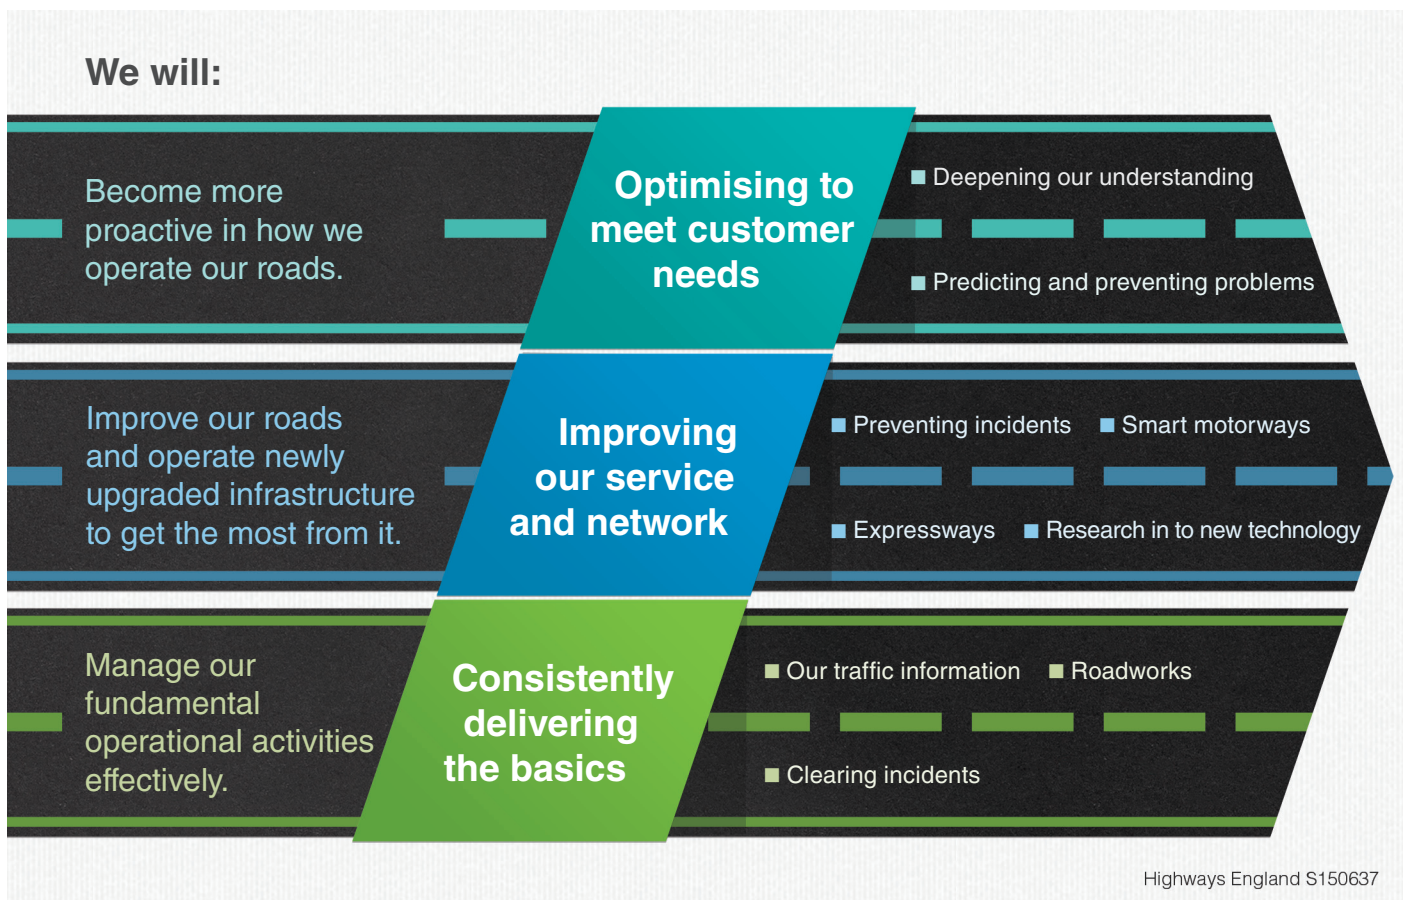 We will:
Become more
proactive in how we
operate our roads.
Optimising to
meet customer
needs
Deepening our understanding
Predicting and preventing problems
Improve our roads
and operate newly
upgraded infrastructure
to get the most from it.
Improving
our service
and network
Preventing incidents
Smart motorways
Expressways
Research in to new technology
Manage our
fundamental
operational activities
effectively.
Consistently
delivering
the basics
Our traffic information
Roadworks
Clearing incidents
Highways England S150637